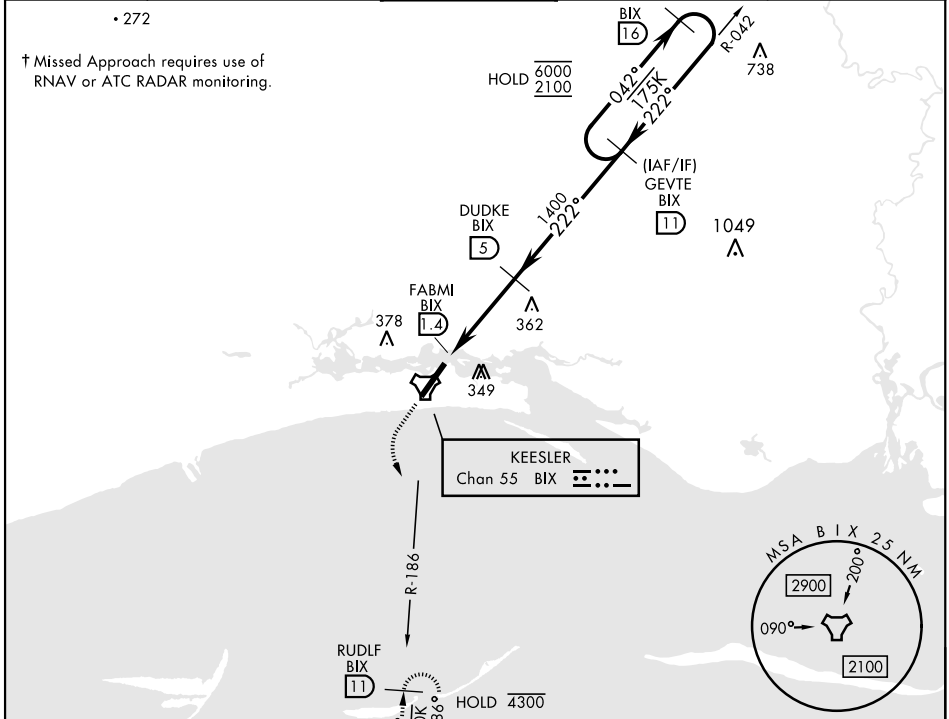 272
† Missed Approach requires use of
RNAV or ATC RADAR monitoring.
BIX
16
R-042
738
HOLD 6000
2100
042°
175K
222°
(IAF/IF)
GEVTE
BIX
11
1400
222°
DUDKE
BIX
5
1049
FABMI
BIX
1.4
378
362
349
KEESLER
Chan 55 BIX
R-186
MSA BIX 25 NM
2900
200°
090°
2100
RUDLF
BIX
11
HOLD 4300